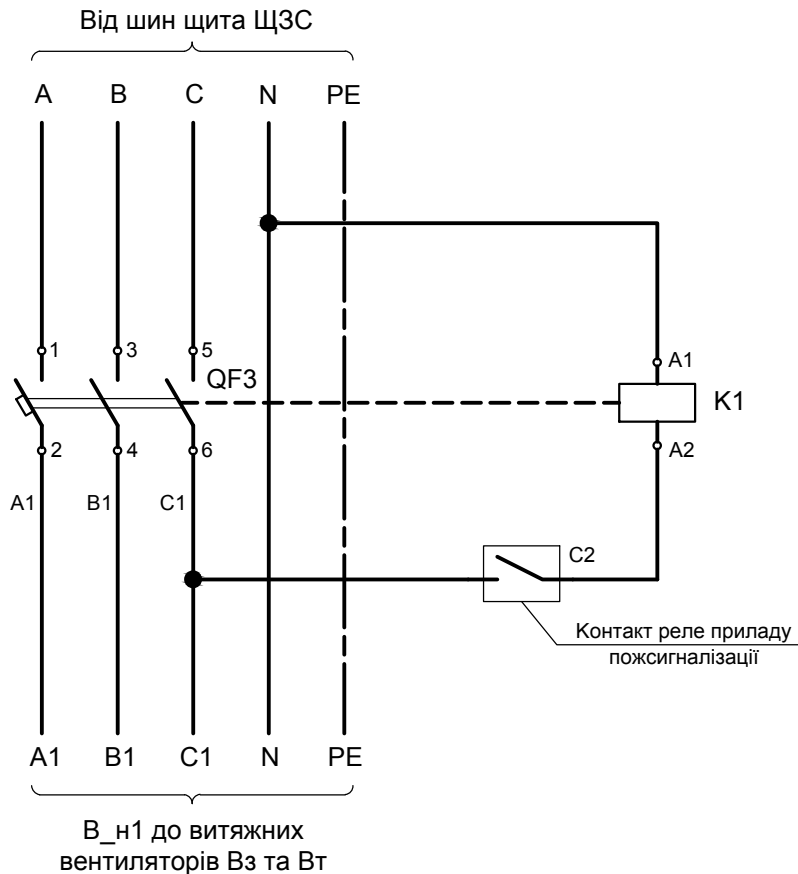 Від шин щита ЩЗС
A B C N PE
1 3 5
QF3
A1
K1
2 4 6
A2
A1 B1 C1
C2
Контакт реле приладу
пожсигналізації
A1 B1 C1 N PE
В_н1 до витяжних
вентиляторів Вз та Вт